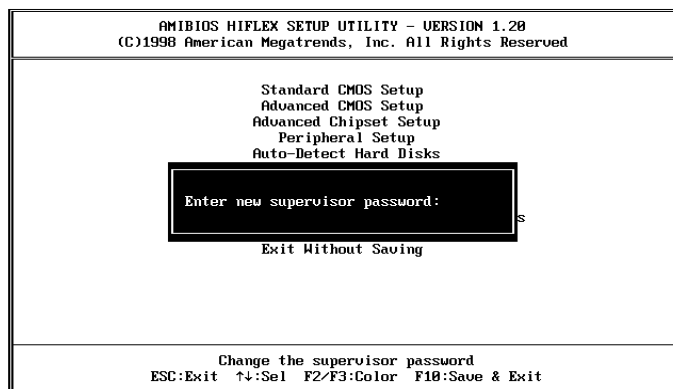 AMIBIOS HIFLEX SETUP UTILITY - VERSION 1.20
(C)1998 American Megatrends, Inc. All Rights Reserved
Standard CMOS Setup
Advanced CMOS Setup
Advanced Chipset Setup
Peripheral Setup
Auto-Detect Hard Disks
Enter new supervisor password:
s
Exit Without Saving
Change the supervisor password
ESC:Exit ↑↓:Sel F2/F3:Color F10:Save & Exit